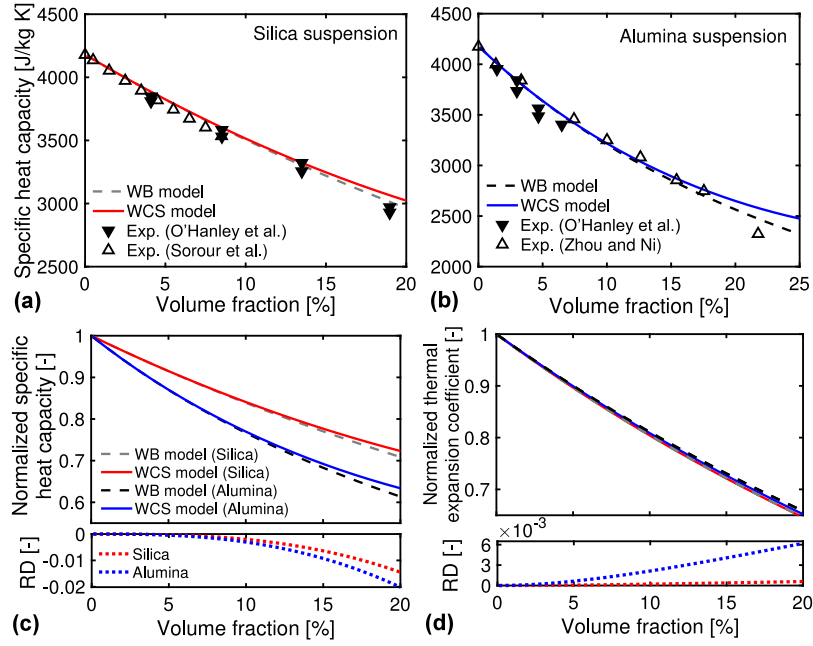 Silica suspension
Specific heat capacity [J/kg K]
4500
4000
3500
3000
2500
WB model
WCS model
Exp. (O'Hanley et al.)
Exp. (Sorour et al.)
0 5 10 15 20
Volume fraction [%]
(a)
Alumina suspension
4500
4000
3500
3000
2500
2000
WB model
WCS model
Exp. (O'Hanley et al.)
Exp. (Zhou and Ni)
0 5 10 15 20 25
Volume fraction [%]
(b)
Normalized specific
heat capacity [-]
1
0.9
0.8
0.7
0.6
WB model (Silica)
WCS model (Silica)
WB model (Alumina)
WCS model (Alumina)
RD [-]
0
-0.01
-0.02
Silica
Alumina
0 5 10 15 20
Volume fraction [%]
(c)
Normalized thermal
expansion coefficient [-]
1
0.9
0.8
0.7
×10⁻³
RD [-]
6
3
0
0 5 10 15 20
Volume fraction [%]
(d)